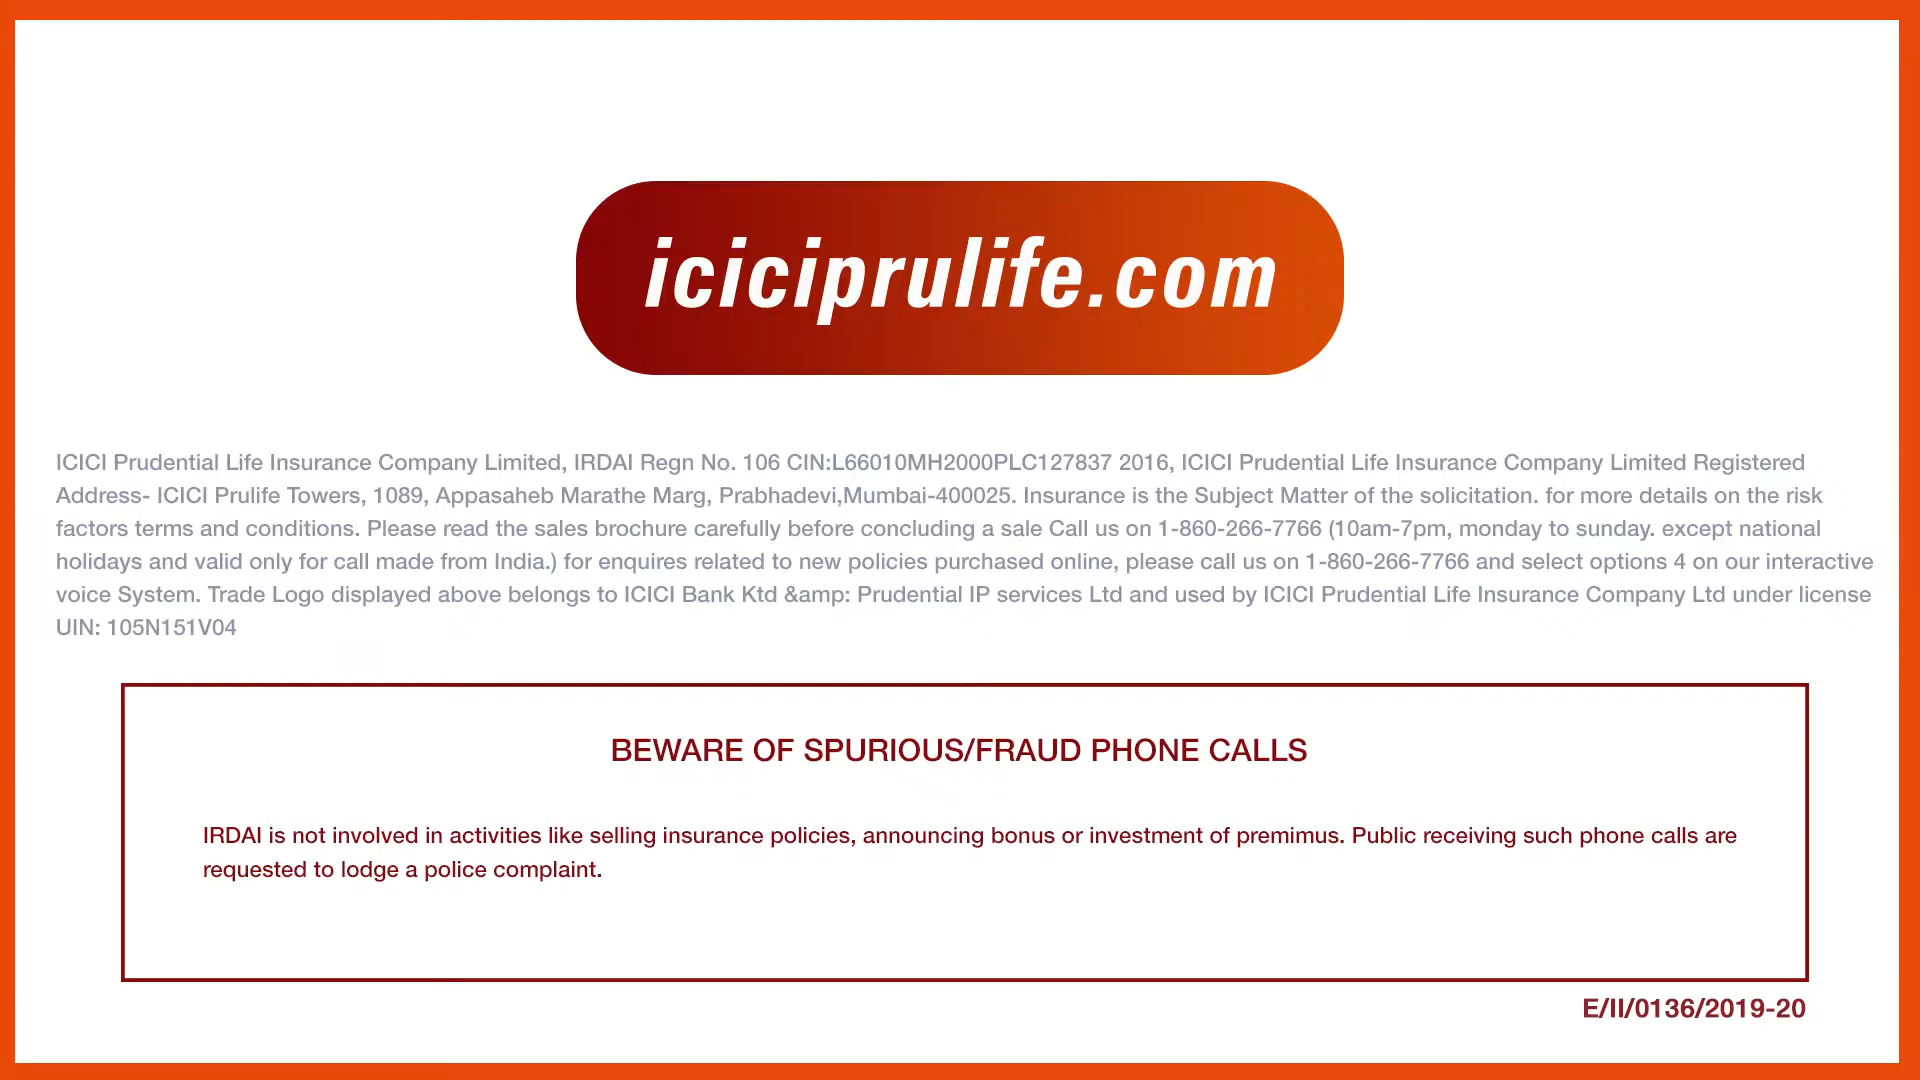 iciciprulife.com
ICICI Prudential Life Insurance Company Limited, IRDAI Regn No. 106 CIN:L66010MH2000PLC127837 2016, ICICI Prudential Life Insurance Company Limited Registered
Address- ICICI Prulife Towers, 1089, Appasaheb Marathe Marg, Prabhadevi,Mumbai-400025. Insurance is the Subject Matter of the solicitation. for more details on the risk
factors terms and conditions. Please read the sales brochure carefully before concluding a sale Call us on 1-860-266-7766 (10am-7pm, monday to sunday. except national
holidays and valid only for call made from India.) for enquires related to new policies purchased online, please call us on 1-860-266-7766 and select options 4 on our interactive
voice System. Trade Logo displayed above belongs to ICICI Bank Ktd &amp: Prudential IP services Ltd and used by ICICI Prudential Life Insurance Company Ltd under license
UIN: 105N151V04
BEWARE OF SPURIOUS/FRAUD PHONE CALLS
IRDAI is not involved in activities like selling insurance policies, announcing bonus or investment of premimus. Public receiving such phone calls are
requested to lodge a police complaint.
E/II/0136/2019-20